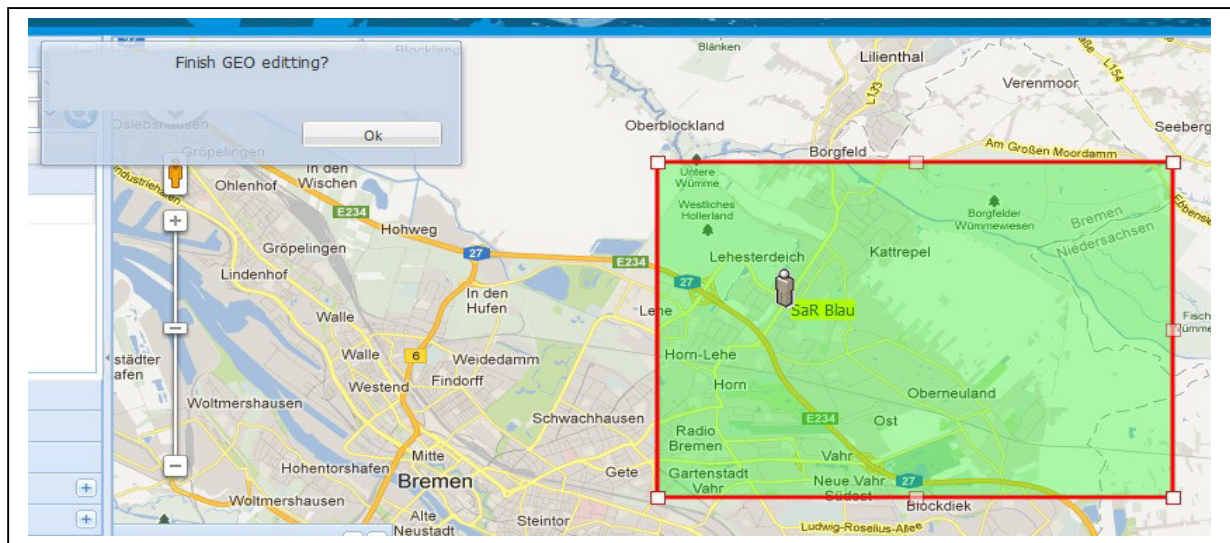 Finish GEO editting?
Ok
Blockland
Blänken
Lilienthal
L133
L154
Verenmoor
Seeberg
Oslebshausen
Oberblockland
Borgfeld
Am Großen Moordamm
Gröpelingen
In den
Wischen
Industriehafen
Ohlenhof
Untere
Wümme
Westliches
Hollerland
Borgfelder
Wümmewiesen
Bremen
Niedersachsen
E234
Hohweg
Gröpelingen
27
E234
Lehesterdeich
Kattrepel
Lindenhof
27
In den
Hufen
Lehe
SaR Blau
Walle
6
Weidedamm
Horn-Lehe
Westend
Findorff
Horn
Oberneuland
Woltmershausen
Schwachhausen
E234
Ost
Radio
Bremen
Mitte
Vahr
Hohentorshafen
Bremen
Gete
Gartenstadt
Vahr
Neue Vahr
Südost
27
Blockdiek
Woltmershausen
Alte
Neustadt
Steintor
Ludwig-Roselius-Allee